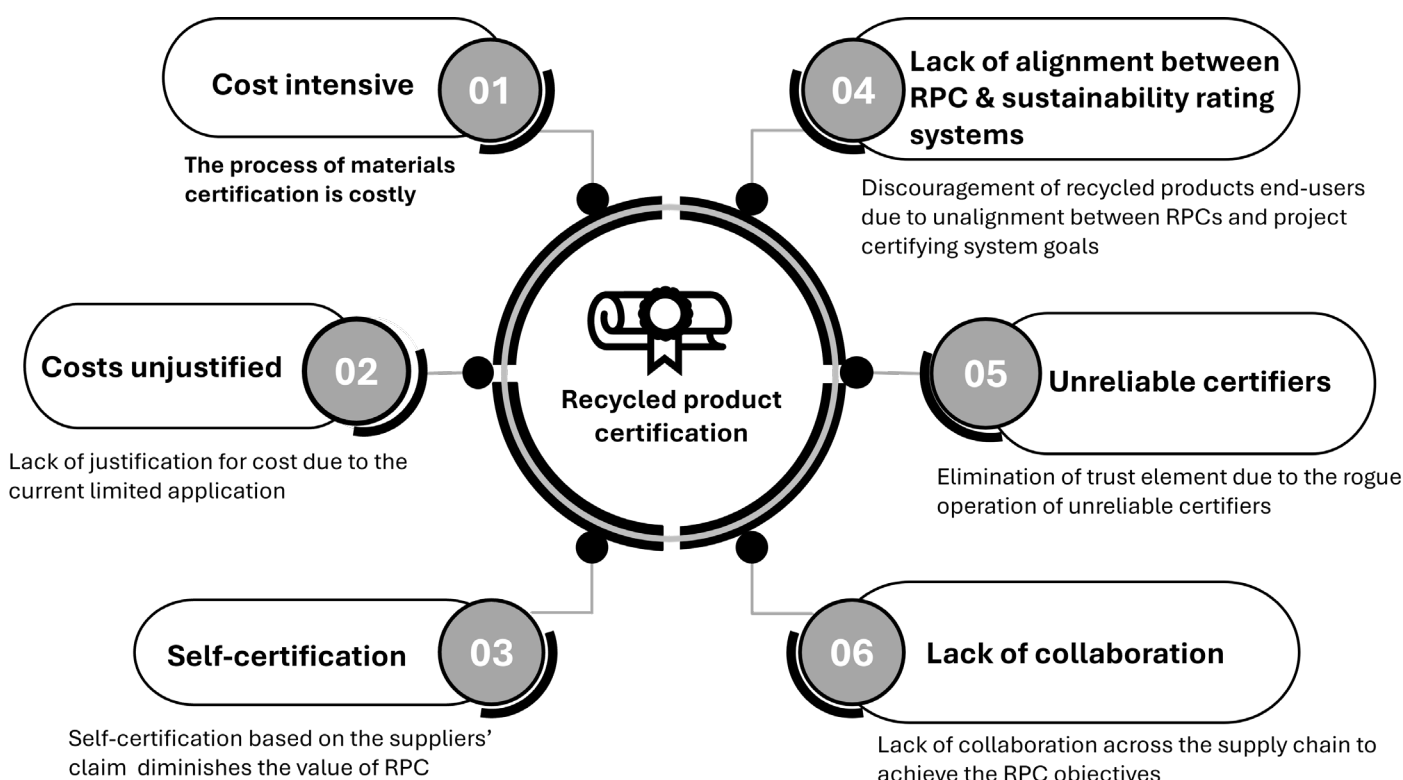 Cost intensive
01
The process of materials
certification is costly
Costs unjustified
02
Lack of justification for cost due to the
current limited application
Self-certification
03
Self-certification based on the suppliers’
claim  diminishes the value of RPC
Recycled product
certification
04
Lack of alignment between
RPC & sustainability rating
systems
Discouragement of recycled products end-users
due to unalignment between RPCs and project
certifying system goals
05
Unreliable certifiers
Elimination of trust element due to the rogue
operation of unreliable certifiers
06
Lack of collaboration
Lack of collaboration across the supply chain to
achieve the RPC objectives